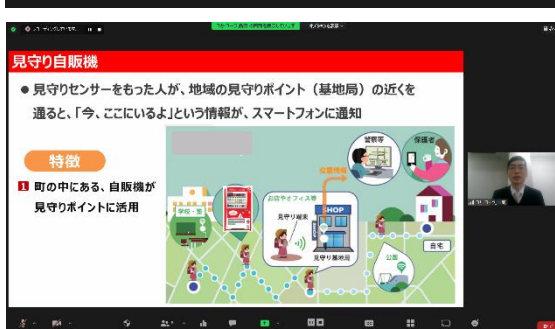 見守り自販機
● 見守りセンサーをもった人が、地域の見守りポイント（基地局）の近くを
通ると、「今、ここにいるよ」という情報が、スマートフォンに通知
特徴
1 町の中にある、自販機が
見守りポイントに活用
警察等
保護者
位置情報
学校・塾
お店やオフィス等
見守り端末
SHOP
見守り基地局
公園
自宅